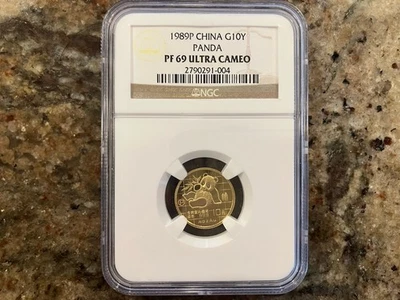 1989P CHINA G10Y
PANDA
PF 69 ULTRA CAMEO
2790291-004
NGC